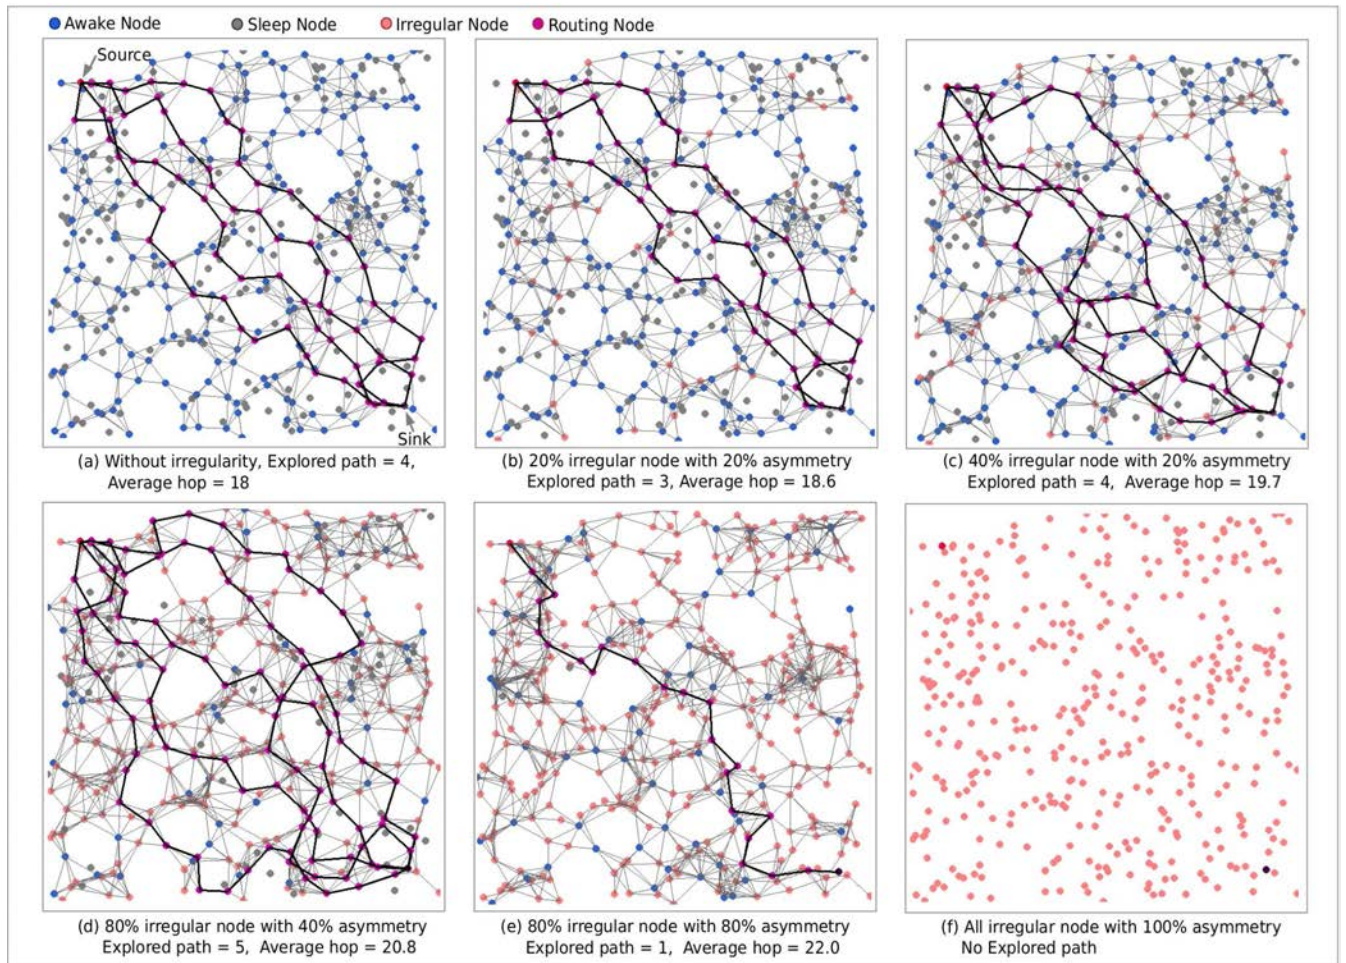 Awake Node Sleep Node Irregular Node Routing Node
Source
Sink
(a) Without irregularity, Explored path = 4,
Average hop = 18
(b) 20% irregular node with 20% asymmetry
Explored path = 3, Average hop = 18.6
(c) 40% irregular node with 20% asymmetry
Explored path = 4, Average hop = 19.7
(d) 80% irregular node with 40% asymmetry
Explored path = 5, Average hop = 20.8
(e) 80% irregular node with 80% asymmetry
Explored path = 1, Average hop = 22.0
(f) All irregular node with 100% asymmetry
No Explored path